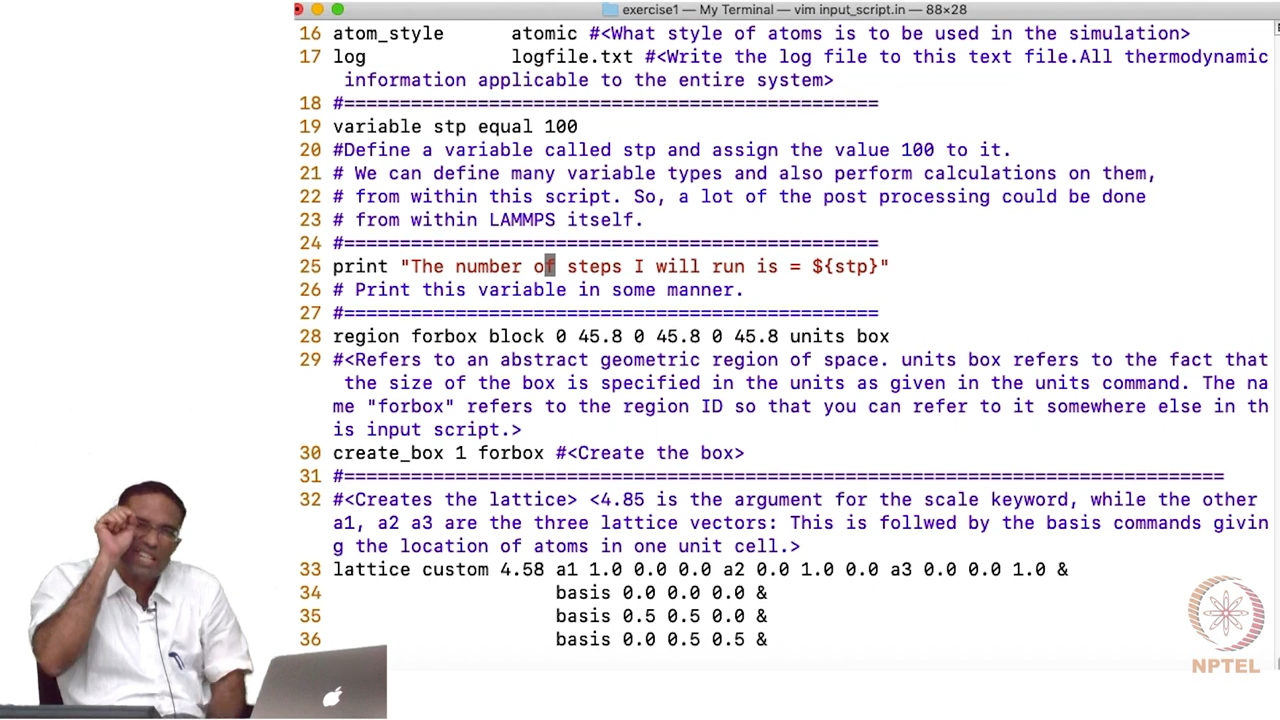 exercise1 — My Terminal — vim input_script.in — 88×28
16 atom_style atomic #<What style of atoms is to be used in the simulation>
17 log logfile.txt #<Write the log file to this text file.All thermodynamic
information applicable to the entire system>
18 #================================================
19 variable stp equal 100
20 #Define a variable called stp and assign the value 100 to it.
21 # We can define many variable types and also perform calculations on them,
22 # from within this script. So, a lot of the post processing could be done
23 # from within LAMMPS itself.
24 #================================================
25 print "The number of steps I will run is = ${stp}"
26 # Print this variable in some manner.
27 #================================================
28 region forbox block 0 45.8 0 45.8 0 45.8 units box
29 #<Refers to an abstract geometric region of space. units box refers to the fact that
the size of the box is specified in the units as given in the units command. The na
me "forbox" refers to the region ID so that you can refer to it somewhere else in th
is input script.>
30 create_box 1 forbox #<Create the box>
31 #===============================================================================
32 #<Creates the lattice> <4.85 is the argument for the scale keyword, while the other
a1, a2 a3 are the three lattice vectors: This is follwed by the basis commands givin
g the location of atoms in one unit cell.>
33 lattice custom 4.58 a1 1.0 0.0 0.0 a2 0.0 1.0 0.0 a3 0.0 0.0 1.0 &
34 basis 0.0 0.0 0.0 &
35 basis 0.5 0.5 0.0 &
36 basis 0.0 0.5 0.5 &
NPTEL